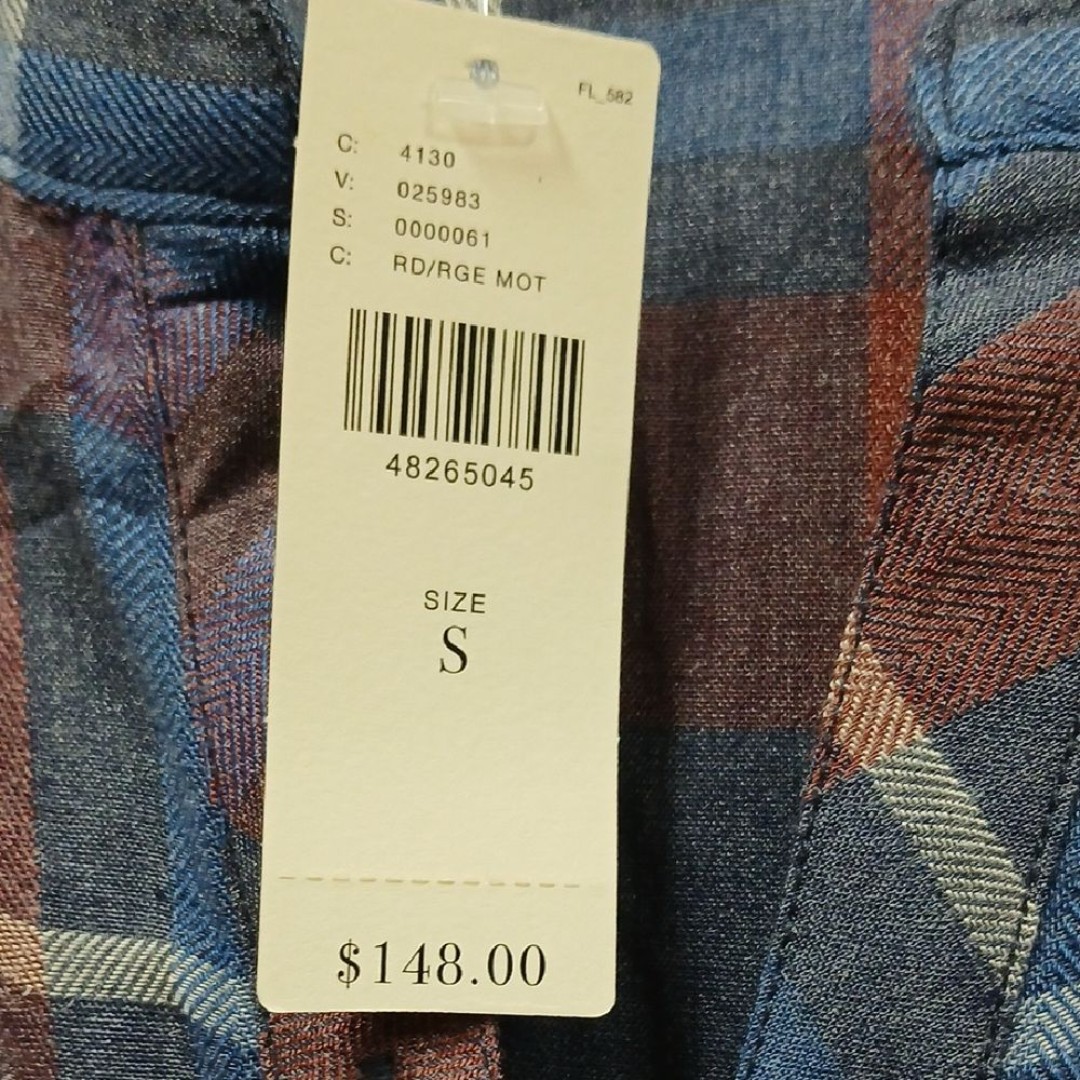 FL_582
C: 4130
V: 025983
S: 0000061
C: RD/RGE MOT
48265045
SIZE
S
$148.00